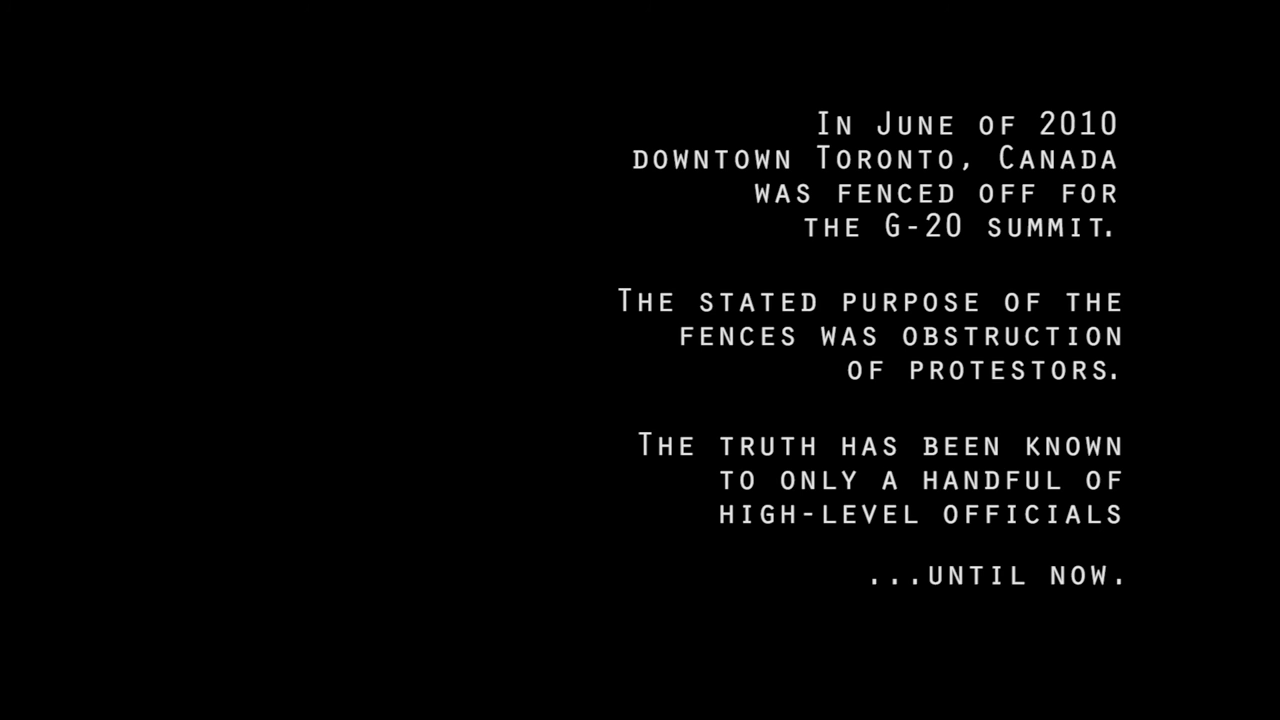 In June of 2010
downtown Toronto, Canada
was fenced off for
the G-20 summit.
The stated purpose of the
fences was obstruction
of protestors.
The truth has been known
to only a handful of
high-level officials
...until now.